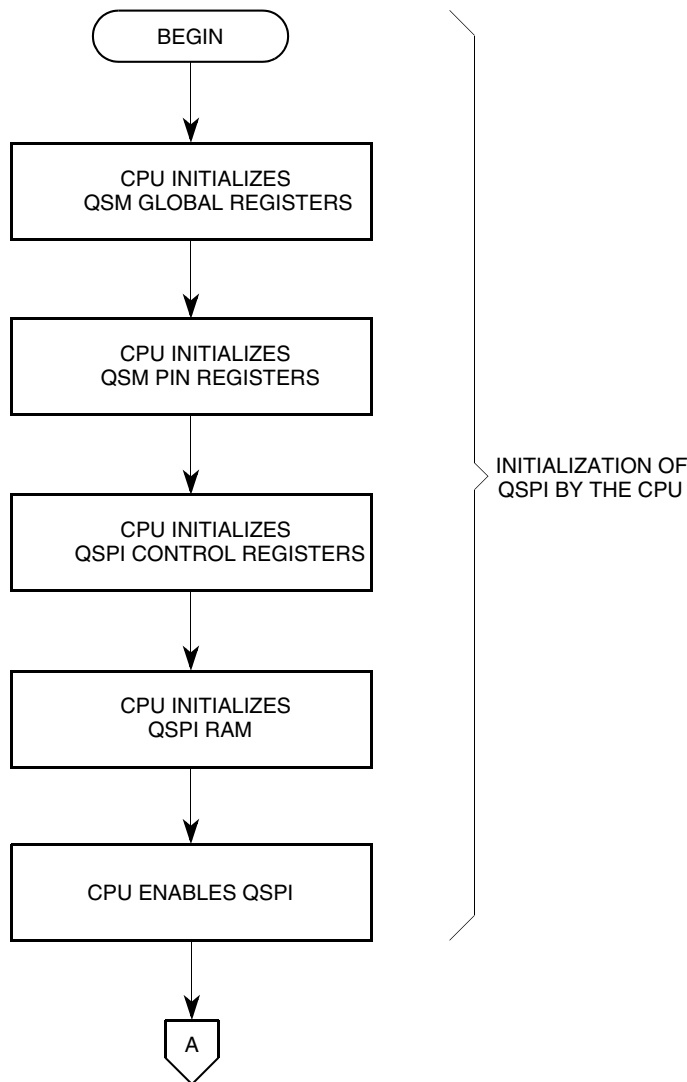 BEGIN
CPU INITIALIZES
QSM GLOBAL REGISTERS
CPU INITIALIZES
QSM PIN REGISTERS
INITIALIZATION OF
QSPI BY THE CPU
CPU INITIALIZES
QSPI CONTROL REGISTERS
CPU INITIALIZES
QSPI RAM
CPU ENABLES QSPI
A